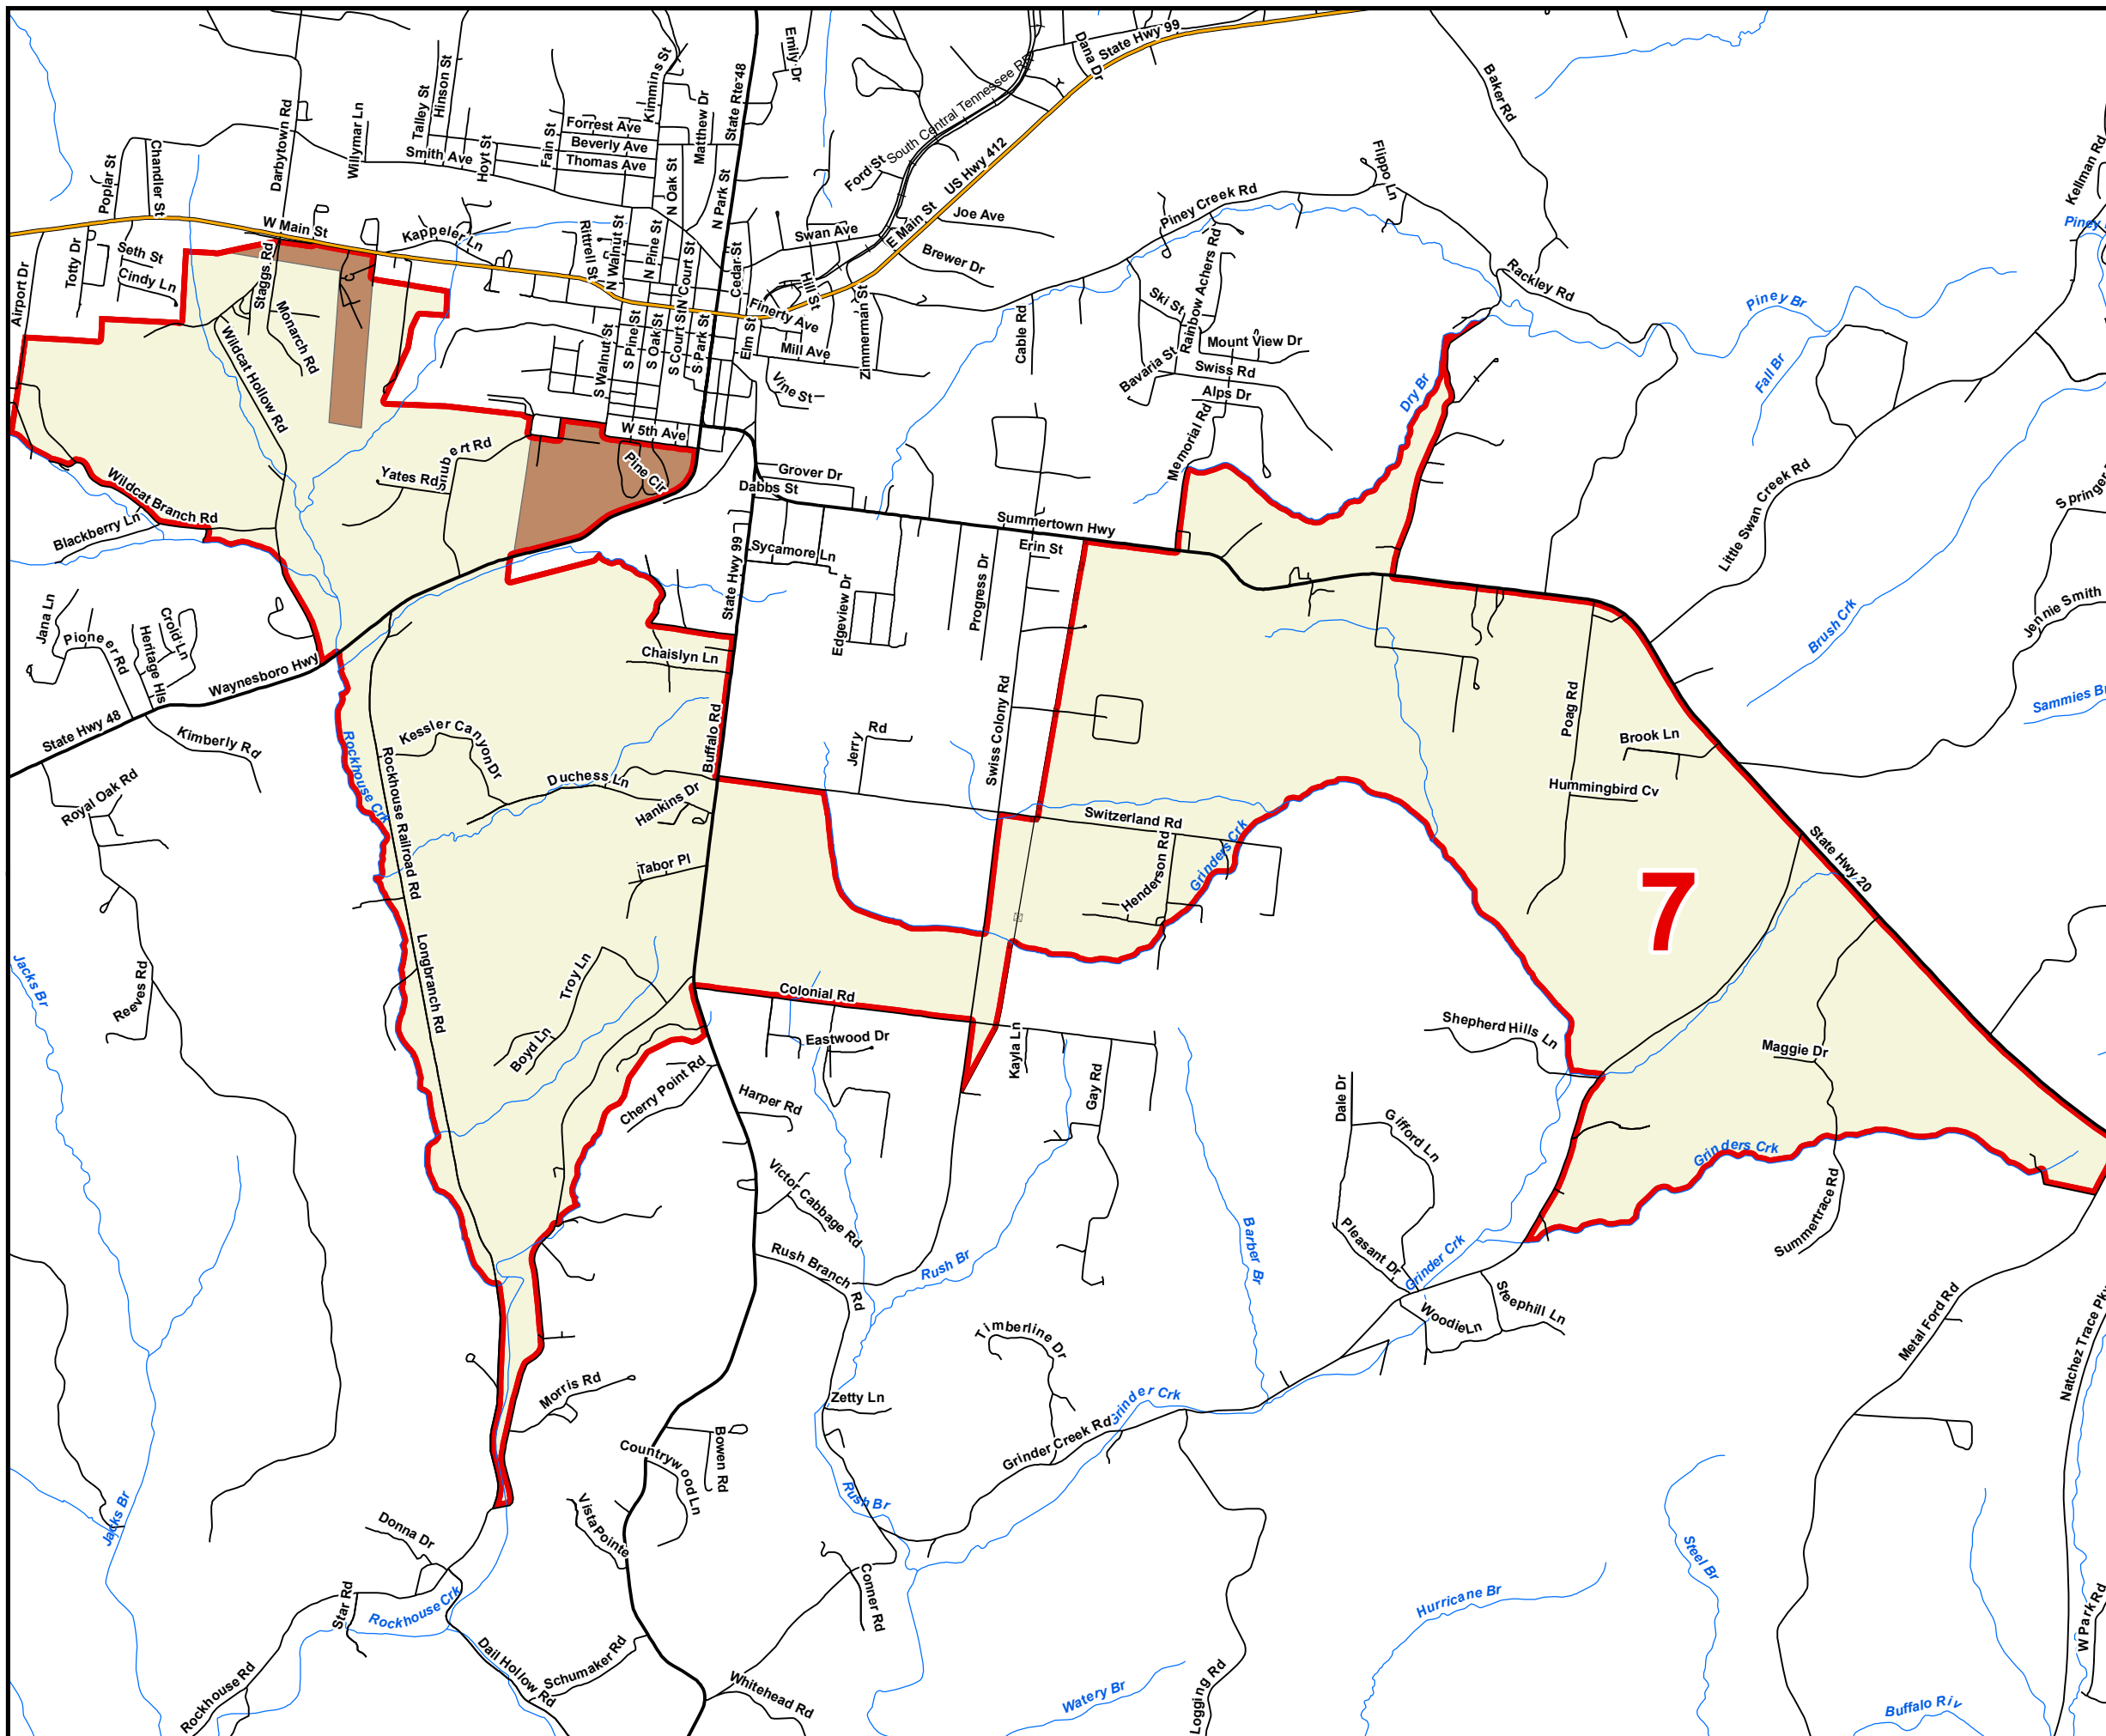 State Hwy 99
Dana Dr
Emily Dr
State Rte 48
Kimmins St
Hinson St
Talley St
Willymar Ln
Darbytown Rd
Matthew Dr
Forrest Ave
Beverly Ave
Thomas Ave
Smith Ave
Hoyt St
Fain St
South Central Tennessee RR
Ford St
US Hwy 412
Baker Rd
Flippo Ln
Kellman Rd
Poplar St
Chandler St
N Oak St
N Park St
Piney Creek Rd
Joe Ave
E Main St
Swan Ave
Brewer Dr
W Main St
Kappeler Ln
Rittrell St
N Walnut St
N Pine St
N Court St
Cedar St
Airport Dr
Totty Dr
Seth St
Cindy Ln
Staggs Rd
Monarch Rd
Wildcat Hollow Rd
Hill St
Finerty Ave
Mill Ave
Vine St
Zimmerman St
Elm St
S Walnut St
S Pine St
S Oak St
S Court St
S Park St
Cable Rd
Ski St
Rainbow Achers Rd
Mount View Dr
Bavaria St
Swiss Rd
Alps Dr
Memorial Rd
Rackley Rd
Piney Br
Fall Br
Dry Br
W 5th Ave
Pine Cir
Yates Rd
Shubert Rd
Wildcat Branch Rd
Blackberry Ln
Grover Dr
Dabbs St
Summertown Hwy
Erin St
Little Swan Creek Rd
Sycamore Ln
State Hwy 99
Edgeview Dr
Progress Dr
Jana Ln
Pioneer Rd
Heritage Hls
Croid Ln
Waynesboro Hwy
State Hwy 48
Kimberly Rd
Chaislyn Ln
Brush Crk
Jennie Smith
Buffalo Rd
Swiss Colony Rd
Jerry Rd
Poag Rd
Brook Ln
Hummingbird Cv
Kessler Canyon Dr
Duchess Ln
Hankins Dr
Rockhouse Crk
Rockhouse Railroad Rd
Royal Oak Rd
Switzerland Rd
Henderson Rd
Grinders Crk
State Hwy 20
7
Tabor Pl
Longbranch Rd
Troy Ln
Boyd Ln
Jacks Br
Reeves Rd
Colonial Rd
Eastwood Dr
Kayla Ln
Gay Rd
Shepherd Hills Ln
Maggie Dr
Cherry Point Rd
Harper Rd
Dale Dr
Gifford Ln
Grinders Crk
Summertrace Rd
Victor Cabbage Rd
Rush Branch Rd
Rush Br
Barber Br
Pleasant Dr
Grinder Crk
Woodie Ln
Steephill Ln
Metal Ford Rd
Timberline Dr
Zetty Ln
Morris Rd
Grinder Crk
Grinder Creek Rd
Countrywood Ln
Bowen Rd
Rush Br
Vista Pointe
Jacks Br
Donna Dr
Conner Rd
Steel Br
Hurricane Br
Star Rd
Rockhouse Crk
W Park Rd
Dail Hollow Rd
Schumaker Rd
Rockhouse Rd
Whitehead Rd
Watery Br
Logging Rd
Buffalo Riv